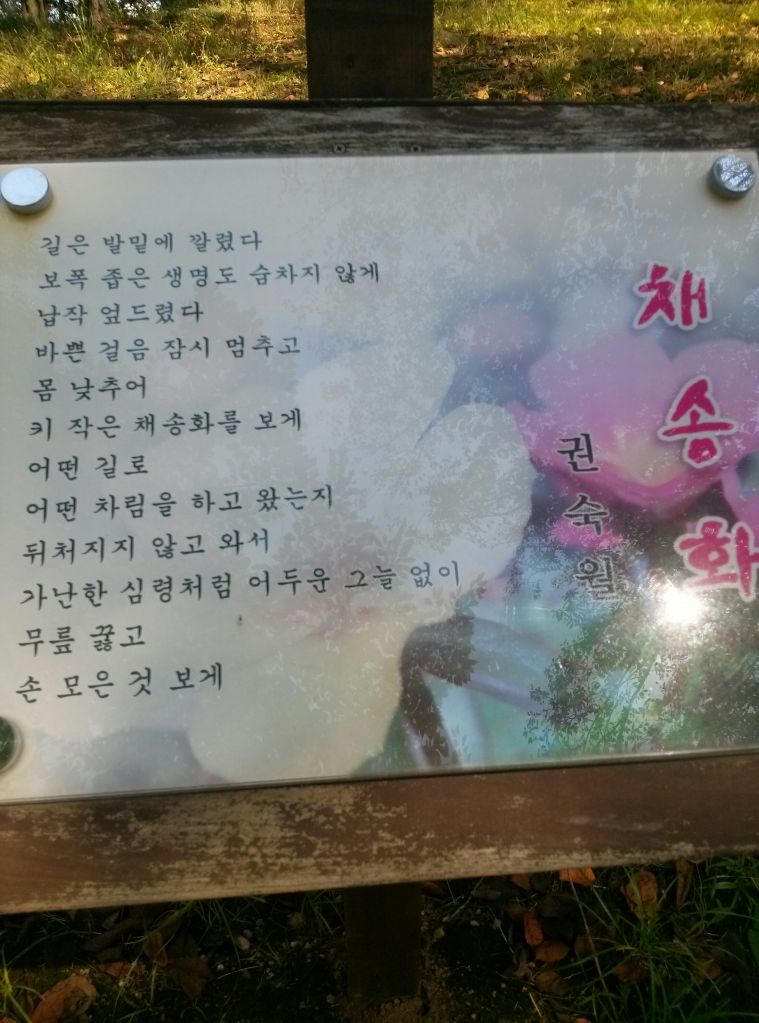 채송화
권숙월
길은 발밑에 깔렸다
보폭 좁은 생명도 숨차지 않게
납작 엎드렸다
바쁜 걸음 잠시 멈추고
몸 낮추어
키 작은 채송화를 보게
어떤 길로
어떤 차림을 하고 왔는지
뒤처지지 않고 와서
가난한 심령처럼 어두운 그늘 없이
무릎 꿇고
손 모은 것 보게